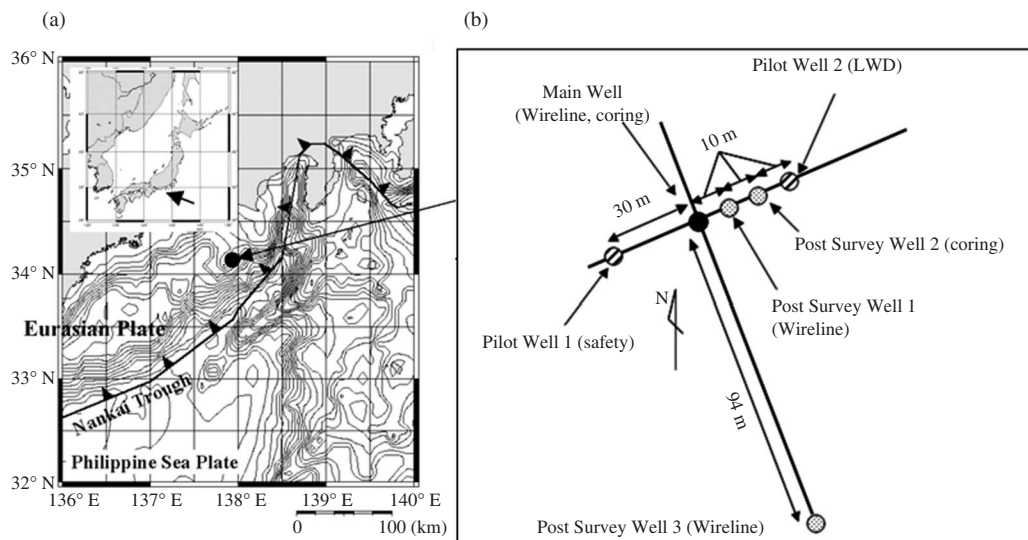 (a)
36° N
35° N
34° N
33° N
32° N
136° E
137° E
138° E
139° E
140° E
Eurasian Plate
Nankai Trough
Philippine Sea Plate
0
100 (km)
(b)
Pilot Well 2 (LWD)
Main Well
(Wireline, coring)
10 m
30 m
Post Survey Well 2 (coring)
N
Post Survey Well 1
(Wireline)
Pilot Well 1 (safety)
94 m
Post Survey Well 3 (Wireline)